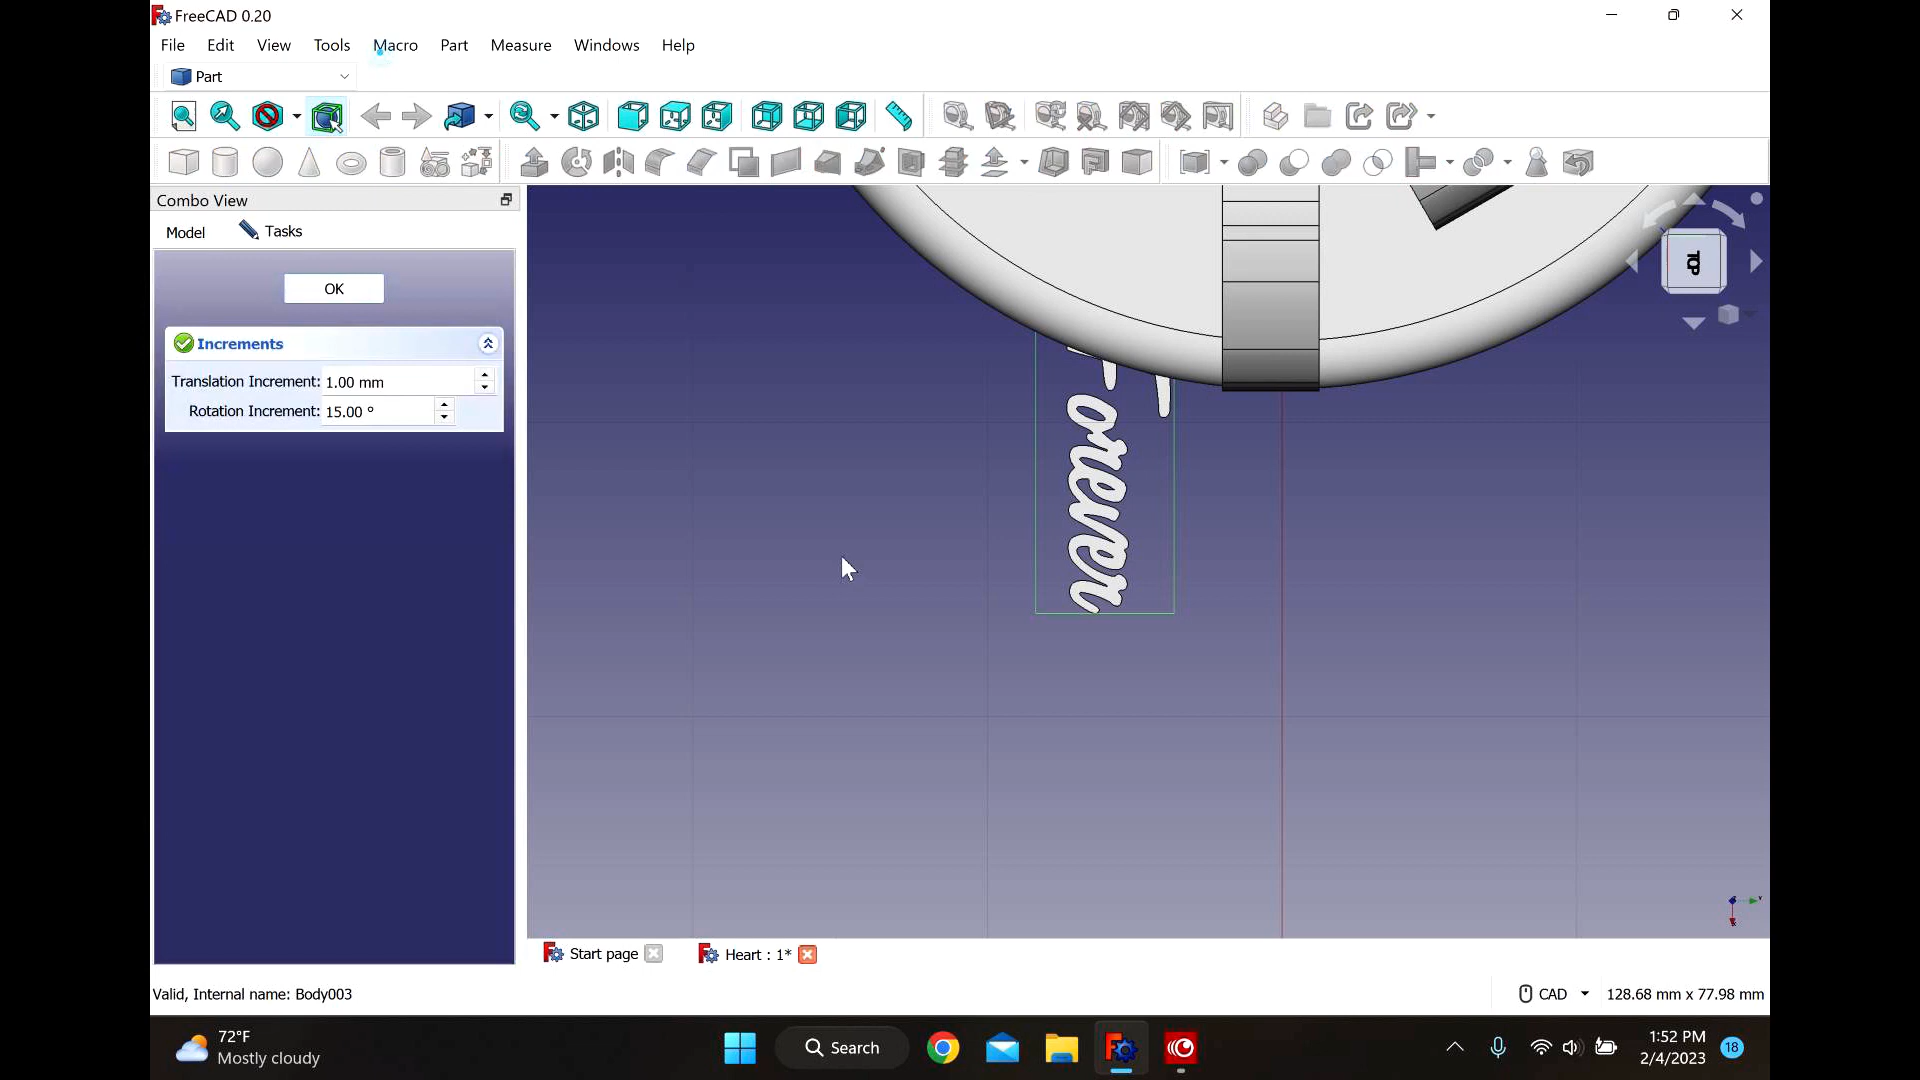 FreeCAD 0.20
File Edit View Tools Macro Part Measure Windows Help
Part
Combo View
Model Tasks
OK
Increments
Translation Increment: 1.00 mm
Rotation Increment: 15.00 °
TOP
orever
Start page Heart : 1*
Valid, Internal name: Body003
CAD 128.68 mm x 77.98 mm
72°F
Mostly cloudy
Search
1:52 PM
2/4/2023
18